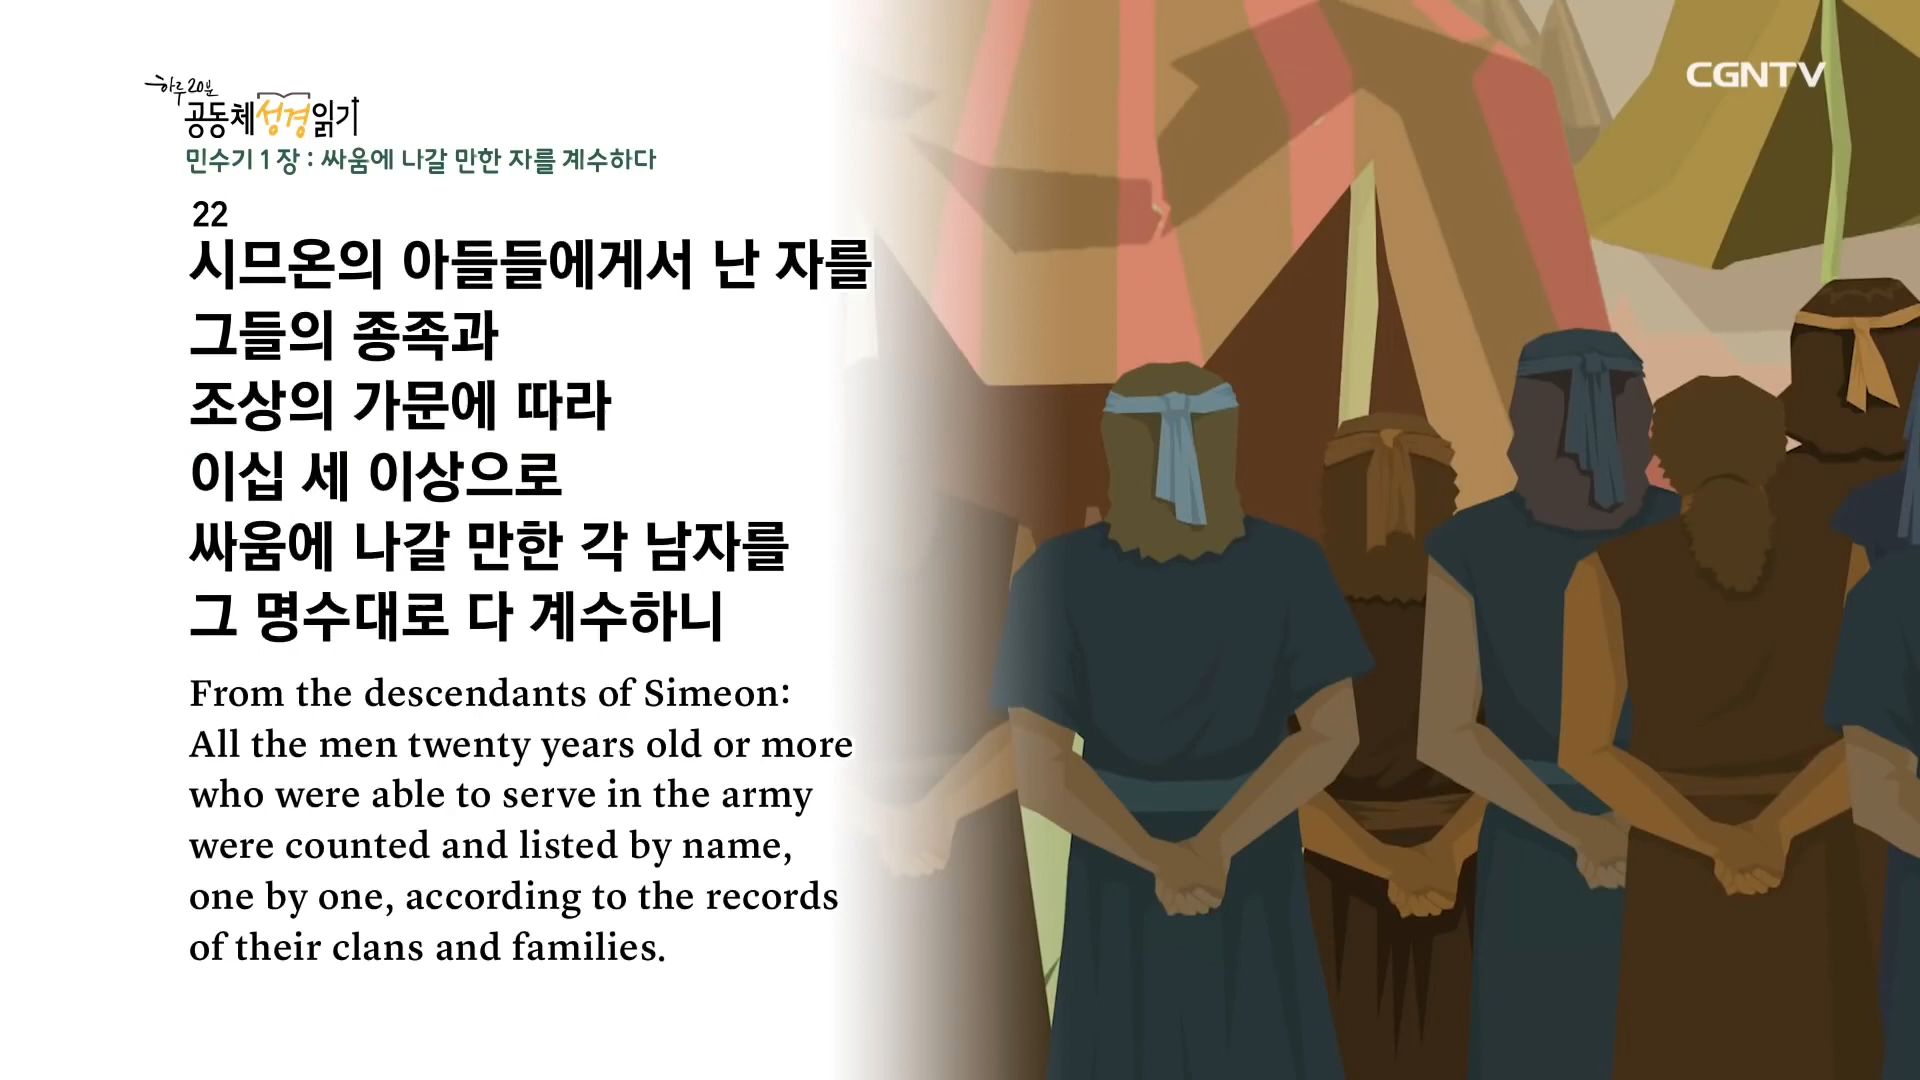 하루 20분
공동체성경읽기
CGNTV
민수기 1장 : 싸움에 나갈 만한 자를 계수하다
22
시므온의 아들들에게서 난 자를
그들의 종족과
조상의 가문에 따라
이십 세 이상으로
싸움에 나갈 만한 각 남자를
그 명수대로 다 계수하니
From the descendants of Simeon:
All the men twenty years old or more
who were able to serve in the army
were counted and listed by name,
one by one, according to the records
of their clans and families.